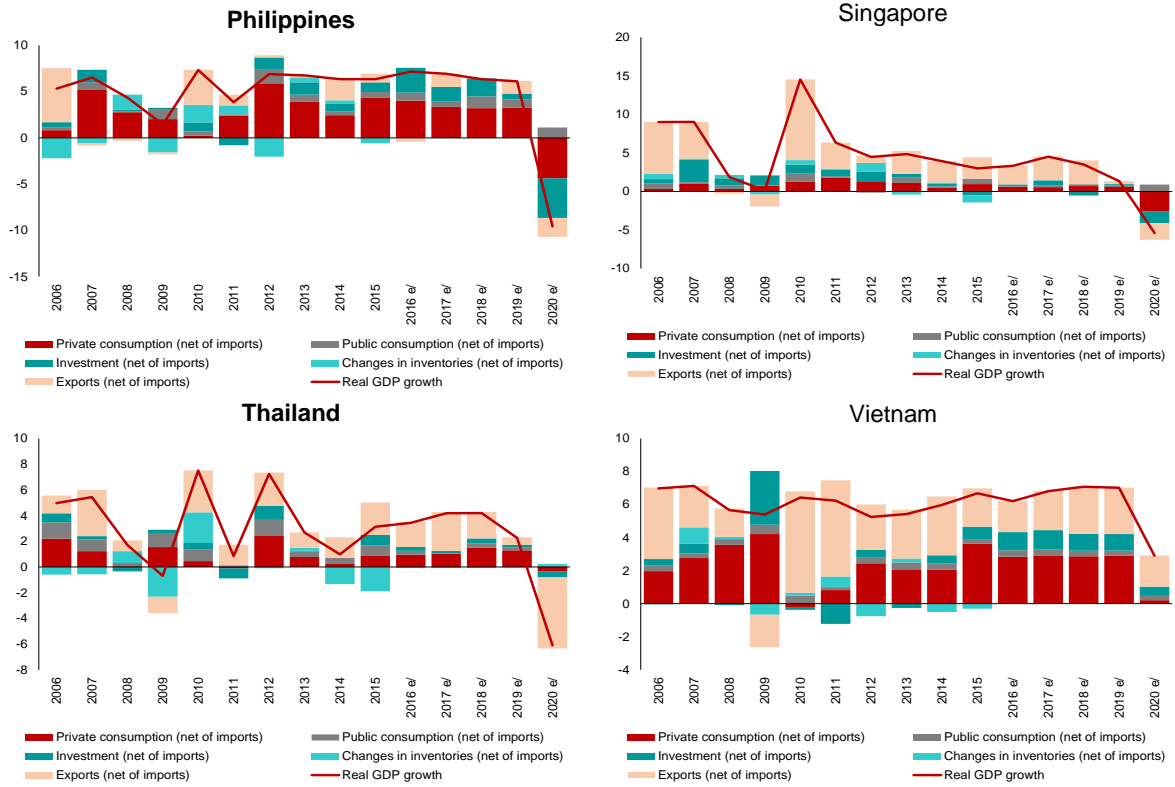 Philippines
10
5
0
-5
-10
-15
2006
2007
2008
2009
2010
2011
2012
2013
2014
2015
2016 e/
2017 e/
2018 e/
2019 e/
2020 e/
Private consumption (net of imports)
Public consumption (net of imports)
Investment (net of imports)
Changes in inventories (net of imports)
Exports (net of imports)
Real GDP growth
Singapore
20
15
10
5
0
-5
-10
2006
2007
2008
2009
2010
2011
2012
2013
2014
2015
2016 e/
2017 e/
2018 e/
2019 e/
2020 e/
Private consumption (net of imports)
Public consumption (net of imports)
Investment (net of imports)
Changes in inventories (net of imports)
Exports (net of imports)
Real GDP growth
Thailand
10
8
6
4
2
0
-2
-4
-6
-8
2006
2007
2008
2009
2010
2011
2012
2013
2014
2015
2016 e/
2017 e/
2018 e/
2019 e/
2020 e/
Private consumption (net of imports)
Public consumption (net of imports)
Investment (net of imports)
Changes in inventories (net of imports)
Exports (net of imports)
Real GDP growth
Vietnam
10
8
6
4
2
0
-2
-4
2006
2007
2008
2009
2010
2011
2012
2013
2014
2015
2016 e/
2017 e/
2018 e/
2019 e/
2020 e/
Private consumption (net of imports)
Public consumption (net of imports)
Investment (net of imports)
Changes in inventories (net of imports)
Exports (net of imports)
Real GDP growth